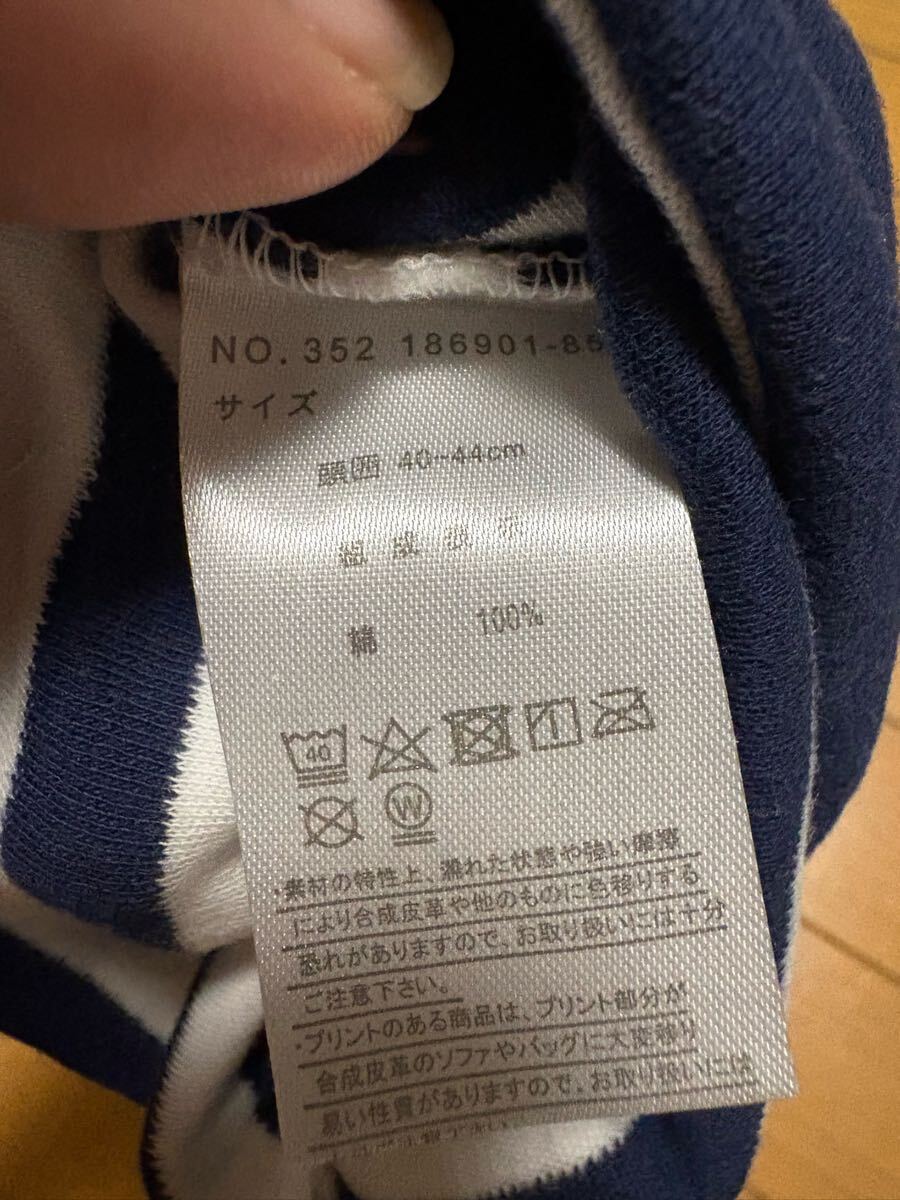 NO. 352 186901-85
サイズ
頭囲 40~44cm
組成表示
綿 100%
40
W
・素材の特性上、濡れた状態や強い摩擦
により合成皮革や他のものに色移りする
恐れがありますので、お取り扱いには十分
ご注意下さい。
・プリントのある商品は、プリント部分が
合成皮革のソファやバッグに大変移り
易い性質がありますので、お取り扱いには